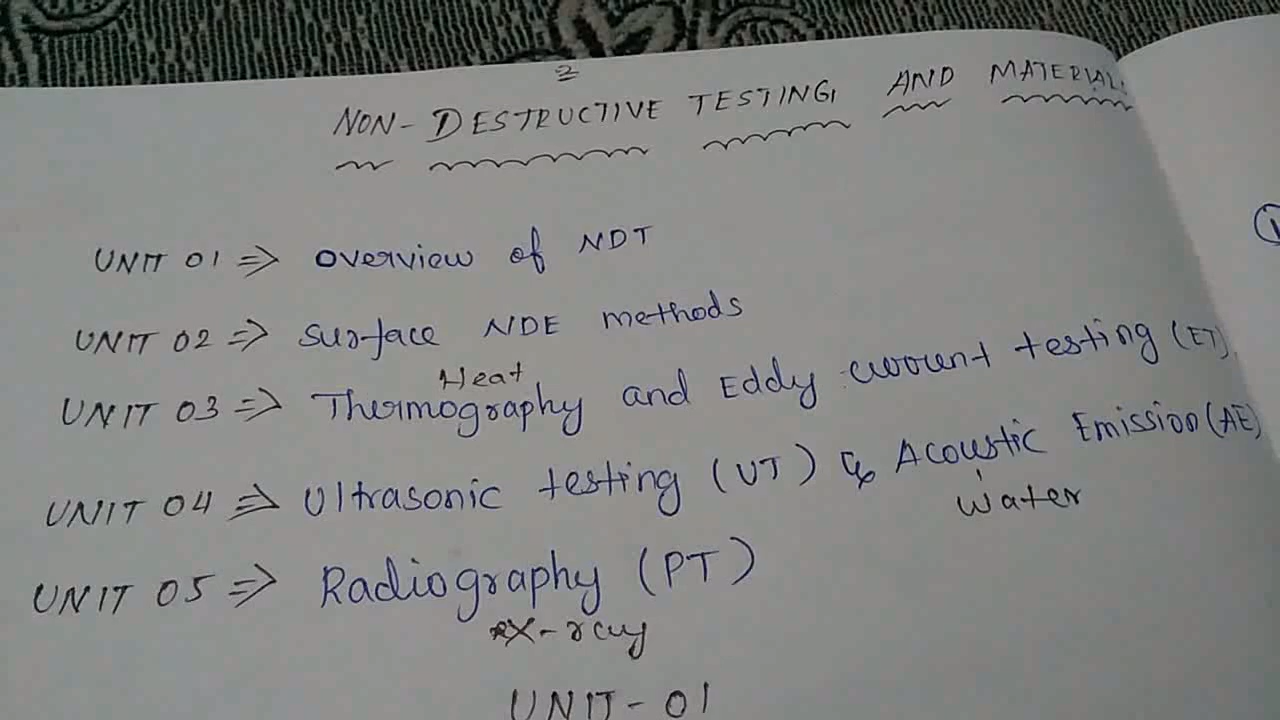 2
NON-DESTRUCTIVE TESTING, AND MATERIAL
UNIT 01 => overview of NDT
UNIT 02 => Surface NDE methods
Heat
UNIT 03 => Thermography and Eddy current testing (ET).
UNIT 04 => Ultrasonic testing (UT) & Acoustic Emission (AE)
water
UNIT 05 => Radiography (PT)
X-ray
UNIT-01
1